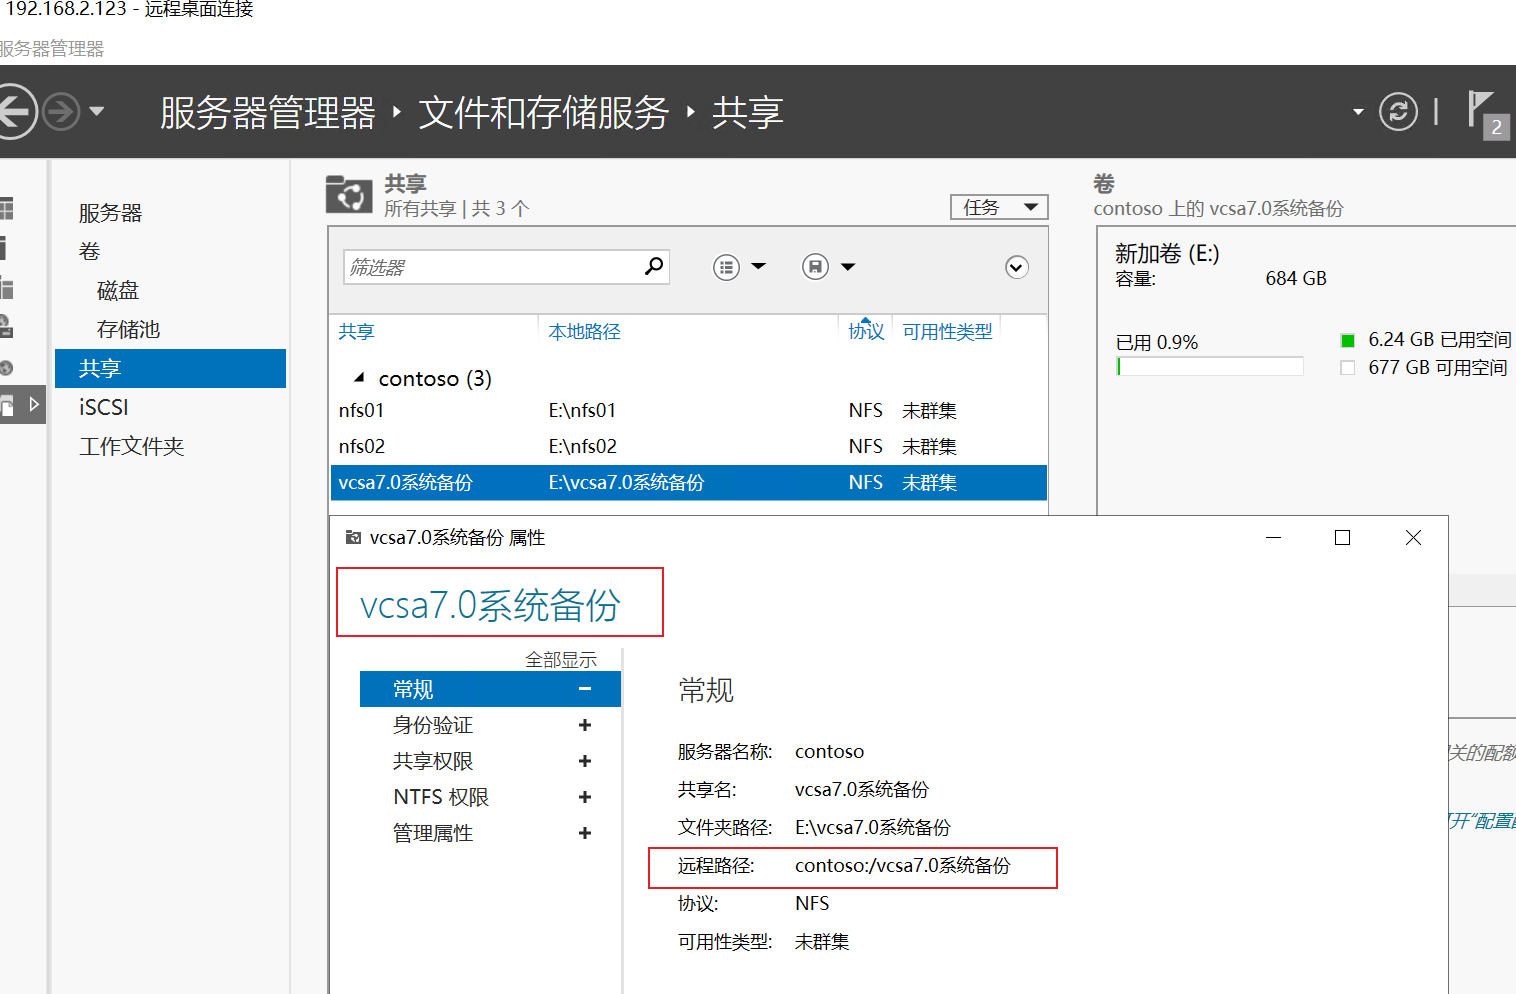 192.168.2.123 - 远程桌面连接
服务器管理器
服务器管理器 文件和存储服务 共享
2
服务器
卷
磁盘
存储池
共享
iSCSI
工作文件夹
共享
所有共享 | 共 3 个
任务
筛选器
共享 本地路径 协议 可用性类型
contoso (3)
nfs01 E:\nfs01 NFS 未群集
nfs02 E:\nfs02 NFS 未群集
vcsa7.0系统备份 E:\vcsa7.0系统备份 NFS 未群集
卷
contoso 上的 vcsa7.0系统备份
新加卷 (E:)
容量: 684 GB
已用 0.9%
6.24 GB 已用空间
677 GB 可用空间
vcsa7.0系统备份 属性
vcsa7.0系统备份
全部显示
常规
身份验证
共享权限
NTFS 权限
管理属性
常规
服务器名称: contoso
共享名: vcsa7.0系统备份
文件夹路径: E:\vcsa7.0系统备份
远程路径: contoso:/vcsa7.0系统备份
协议: NFS
可用性类型: 未群集
关的配额
开“配置